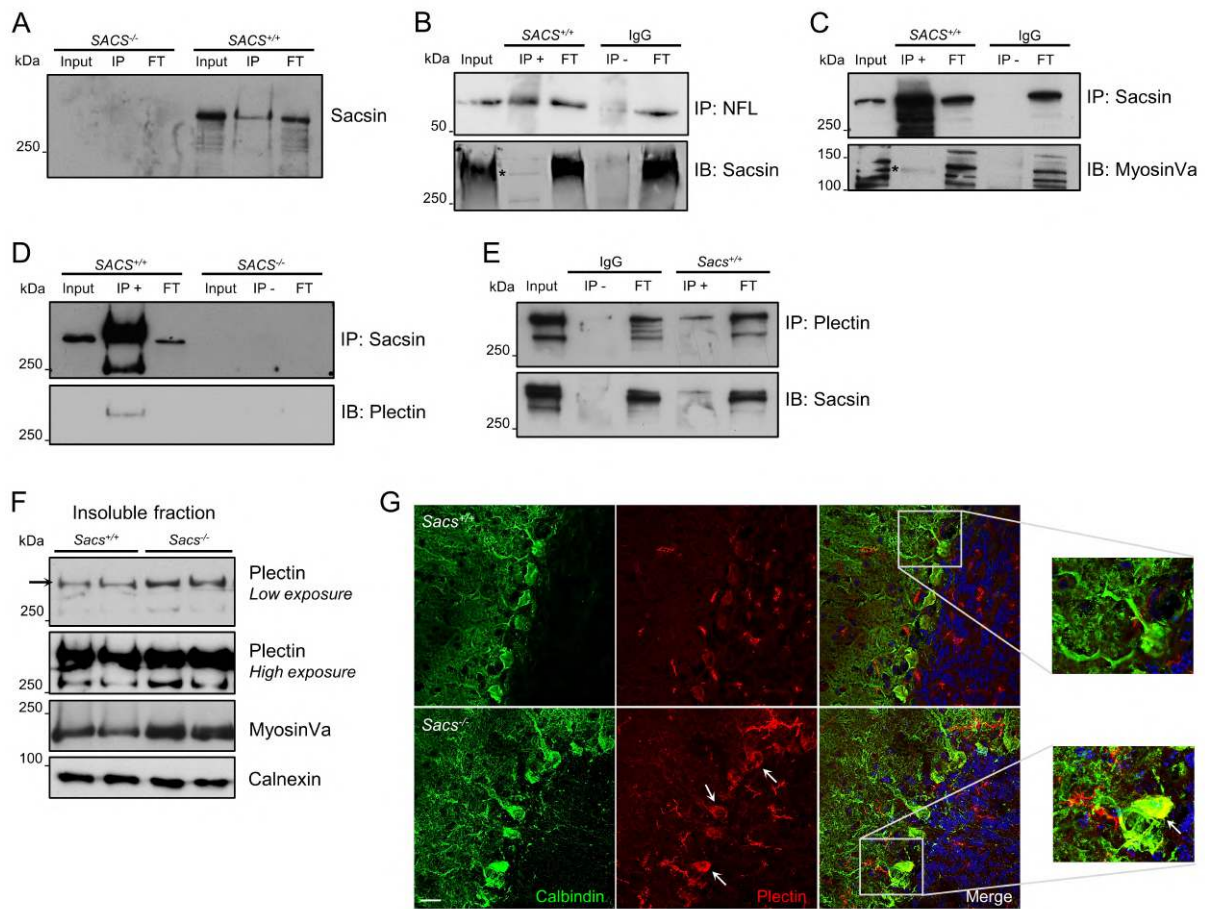 A
SACS-/- SACS+/+
kDa Input IP FT Input IP FT
Sacsin
250
B
SACS+/+ IgG
kDa Input IP + FT IP - FT
IP: NFL
50
* IB: Sacsin
250
C
SACS+/+ IgG
kDa Input IP + FT IP - FT
IP: Sacsin
250
150
* IB: MyosinVa
100
D
SACS+/+ SACS-/-
kDa Input IP + FT Input IP - FT
IP: Sacsin
250
IB: Plectin
250
E
IgG Sacs+/+
kDa Input IP - FT IP + FT
IP: Plectin
250
IB: Sacsin
250
F
Insoluble fraction
kDa Sacs+/+ Sacs-/-
Plectin
Low exposure
250
Plectin
High exposure
250
250
MyosinVa
100
Calnexin
G
Sacs+/+
Sacs-/-
Calbindin Plectin Merge